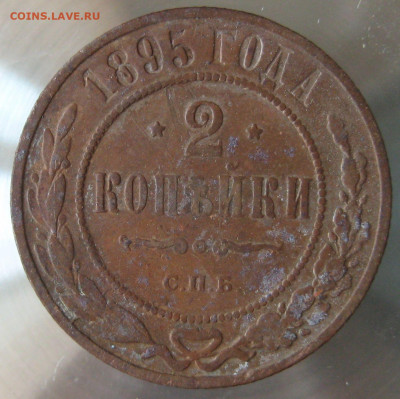 COINS.LAVE.RU
1895 ГОДА
2
КОПѢЙКИ
С.П.Б.